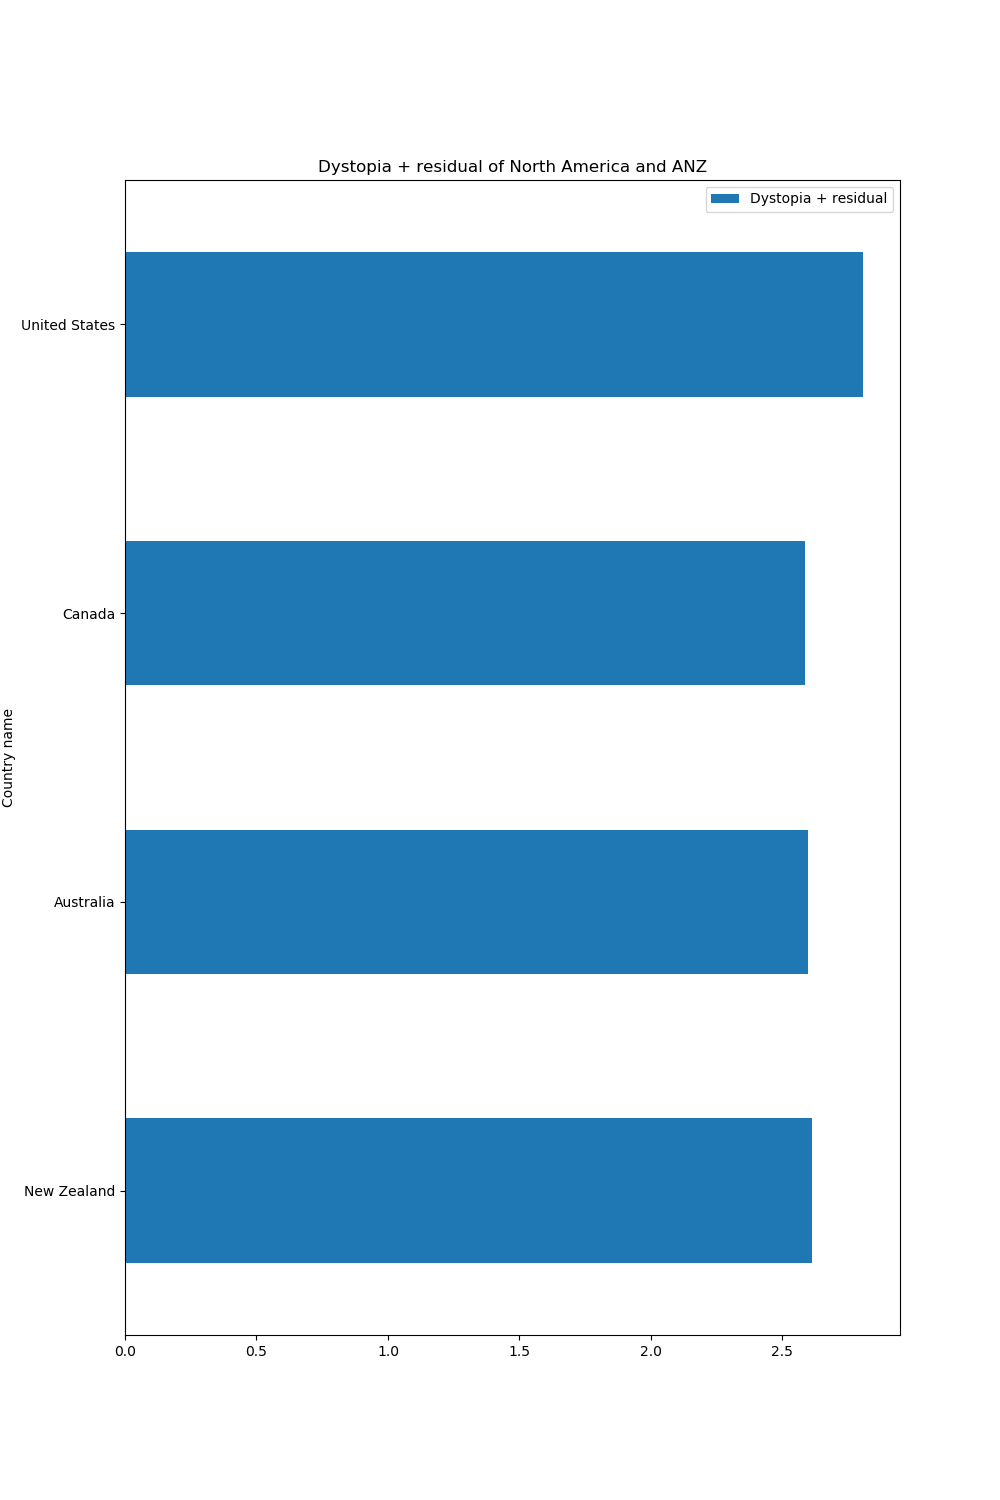 Dystopia + residual of North America and ANZ
Dystopia + residual
United States
Canada
Australia
New Zealand
Country name
0.0 0.5 1.0 1.5 2.0 2.5